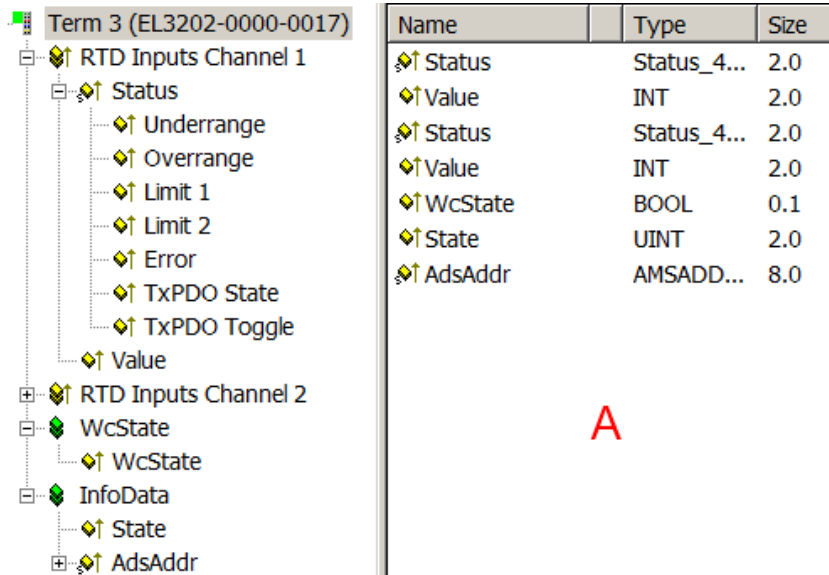 Term 3 (EL3202-0000-0017)
RTD Inputs Channel 1
Status
Underrange
Overrange
Limit 1
Limit 2
Error
TxPDO State
TxPDO Toggle
Value
RTD Inputs Channel 2
WcState
WcState
InfoData
State
AdsAddr
Name Type Size
Status Status_4... 2.0
Value INT 2.0
Status Status_4... 2.0
Value INT 2.0
WcState BOOL 0.1
State UINT 2.0
AdsAddr AMSADD... 8.0
A